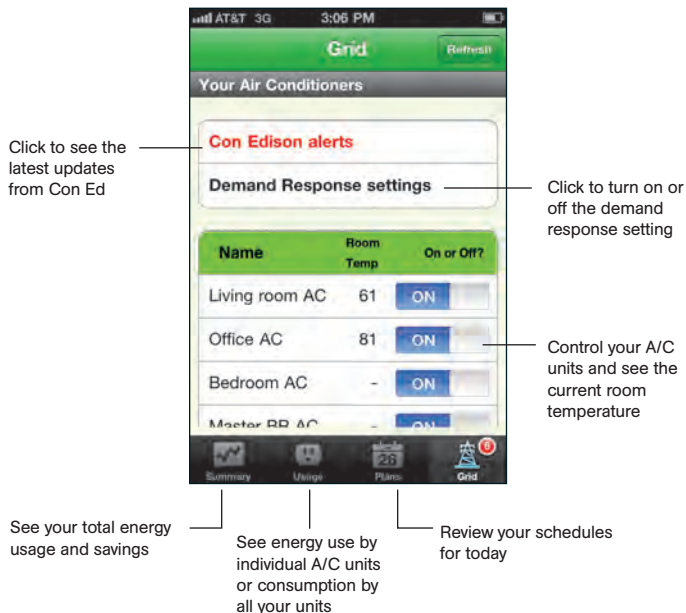 AT&T 3G 3:06 PM
Grid
Refresh
Your Air Conditioners
Con Edison alerts
Demand Response settings
Click to see the
latest updates
from Con Ed
Click to turn on or
off the demand
response setting
Name Room Temp On or Off?
Living room AC 61 ON
Office AC 81 ON
Bedroom AC - ON
Master BR AC - ON
Control your A/C
units and see the
current room
temperature
26
6
Summary Usage Plans Grid
See your total energy
usage and savings
See energy use by
individual A/C units
or consumption by
all your units
Review your schedules
for today